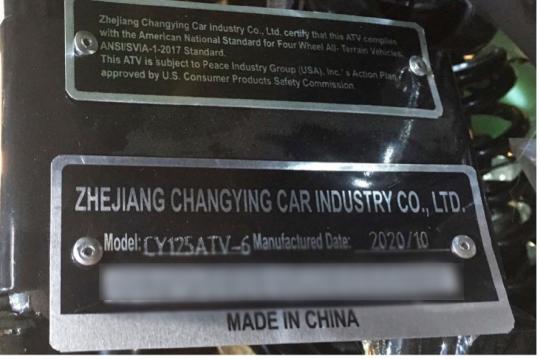 Zhejiang Changying Car Industry Co., Ltd. certify that this ATV complies
with the American National Standard for Four Wheel All- Terrain Vehicles,
ANSI/SVIA-1-2017 Standard.
This ATV is subject to Peace Industry Group (USA), Inc.'s Action Plan
approved by U.S. Consumer Products Safety Commission.
ZHEJIANG CHANGYING CAR INDUSTRY CO., LTD.
Model: CY125ATV-6 Manufactured Date: 2020/10
MADE IN CHINA